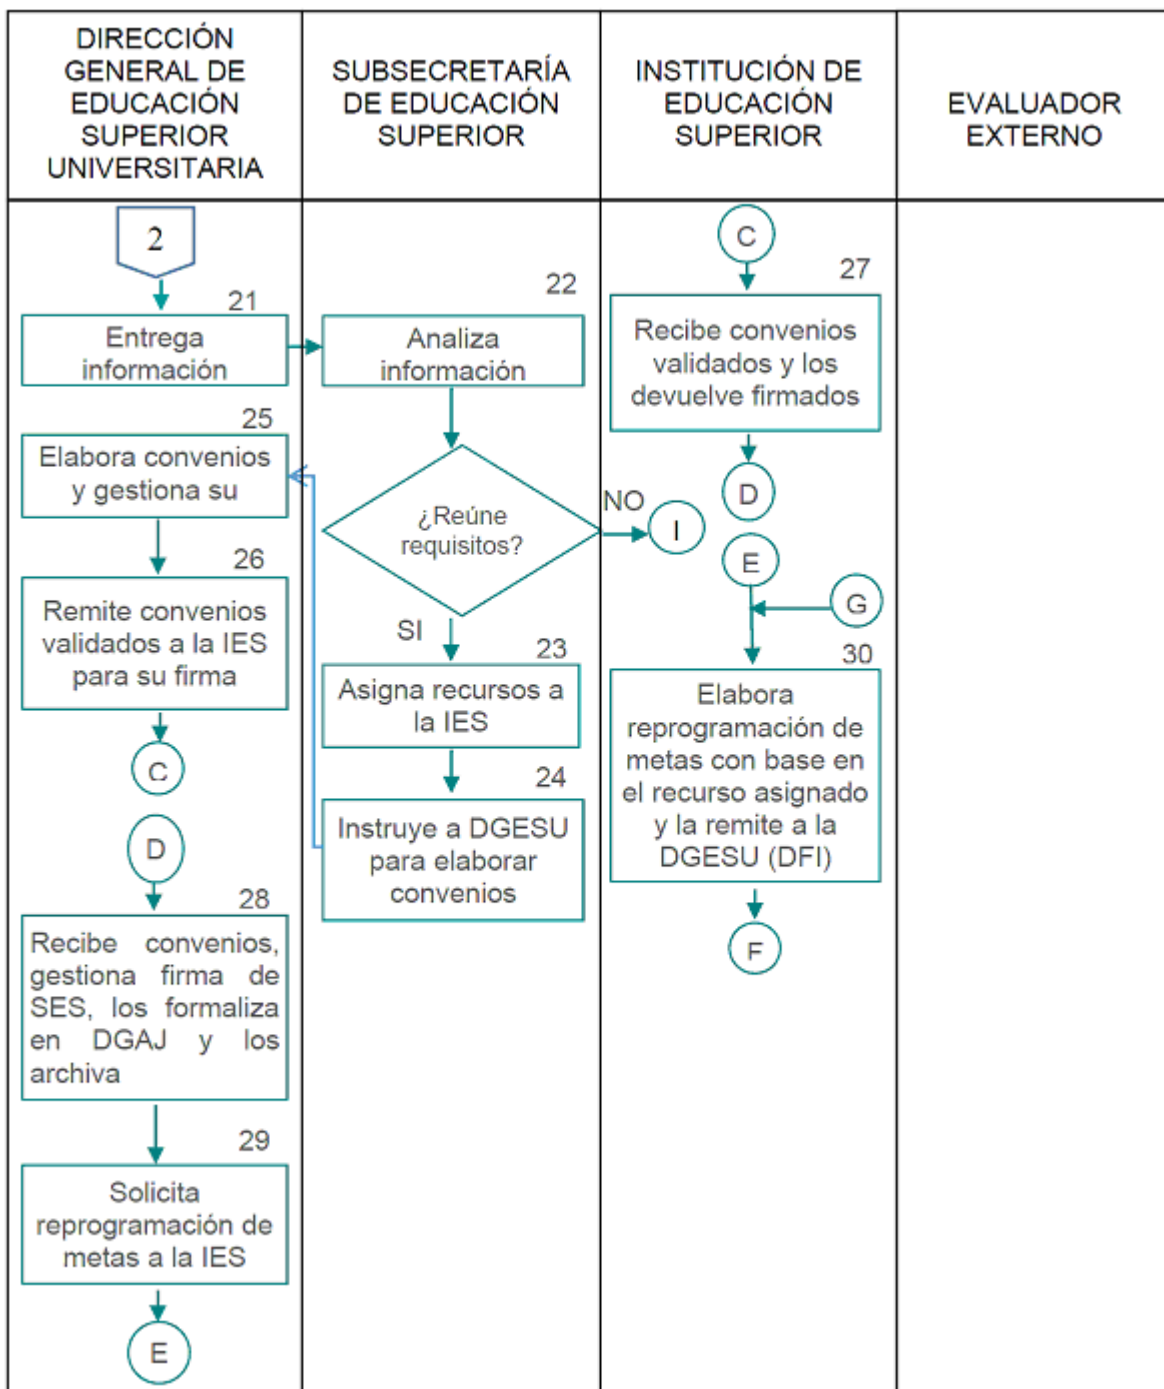 DIRECCIÓN
GENERAL DE
EDUCACIÓN
SUPERIOR
UNIVERSITARIA
SUBSECRETARÍA
DE EDUCACIÓN
SUPERIOR
INSTITUCIÓN DE
EDUCACIÓN
SUPERIOR
EVALUADOR
EXTERNO
2
21
Entrega
información
25
Elabora convenios
y gestiona su
26
Remite convenios
validados a la IES
para su firma
C
D
28
Recibe convenios,
gestiona firma de
SES, los formaliza
en DGAJ y los
archiva
29
Solicita
reprogramación de
metas a la IES
E
22
Analiza
información
¿Reúne
requisitos?
NO
I
SI
23
Asigna recursos a
la IES
24
Instruye a DGESU
para elaborar
convenios
C
27
Recibe convenios
validados y los
devuelve firmados
D
E
G
30
Elabora
reprogramación de
metas con base en
el recurso asignado
y la remite a la
DGESU (DFI)
F